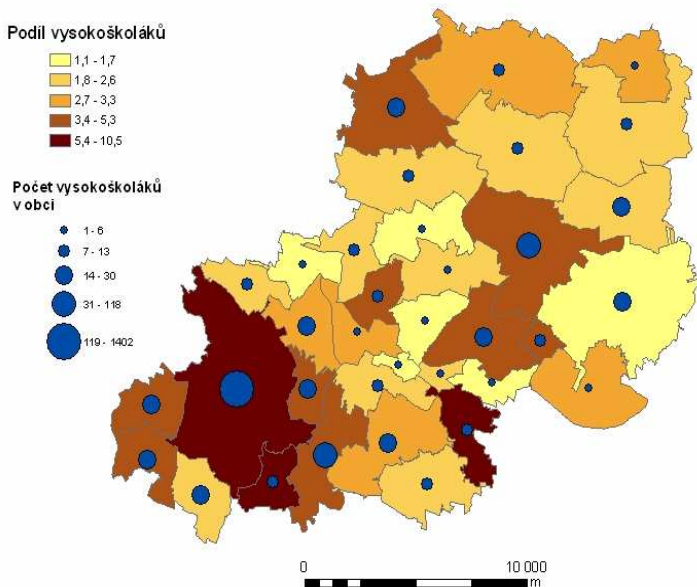 Podíl vysokoškoláků
1,1 - 1,7
1,8 - 2,6
2,7 - 3,3
3,4 - 5,3
5,4 - 10,5
Počet vysokoškoláků
v obci
1 - 6
7 - 13
14 - 30
31 - 118
119 - 1402
0 10 000
m